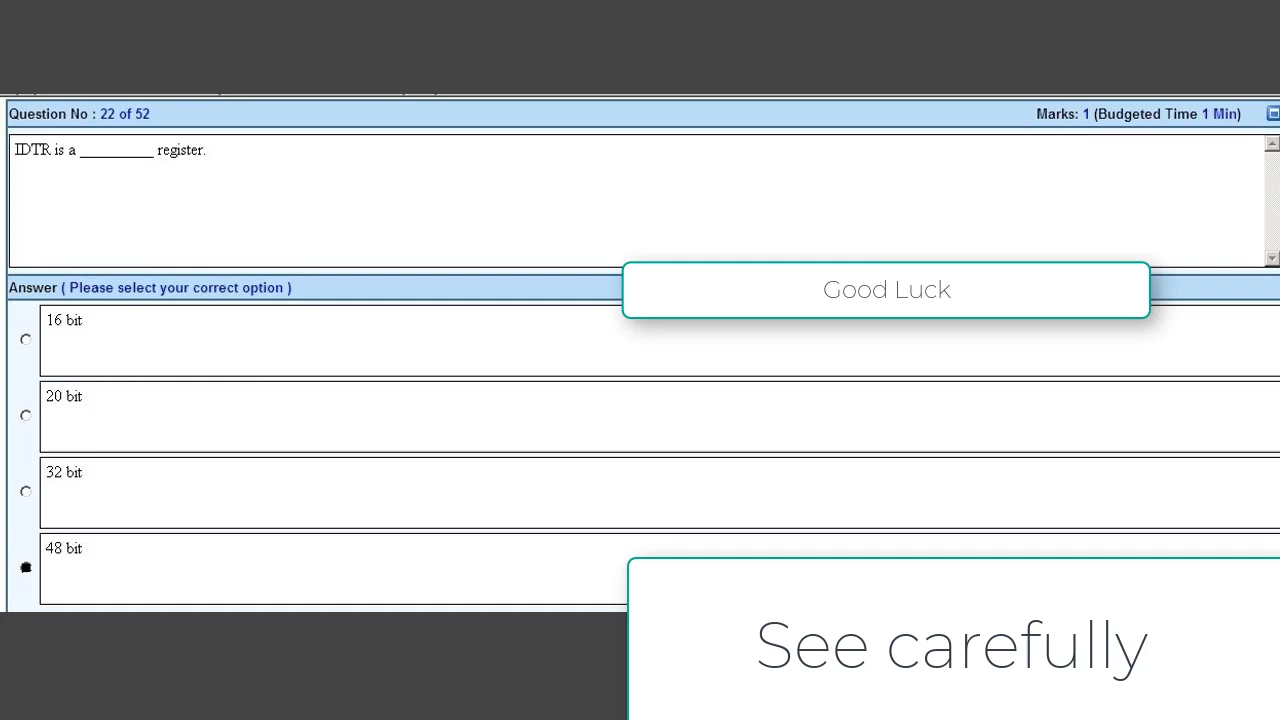 Question No : 22 of 52 Marks: 1 (Budgeted Time 1 Min)
IDTR is a __________ register.
Good Luck
Answer ( Please select your correct option )
16 bit
20 bit
32 bit
48 bit
See carefully